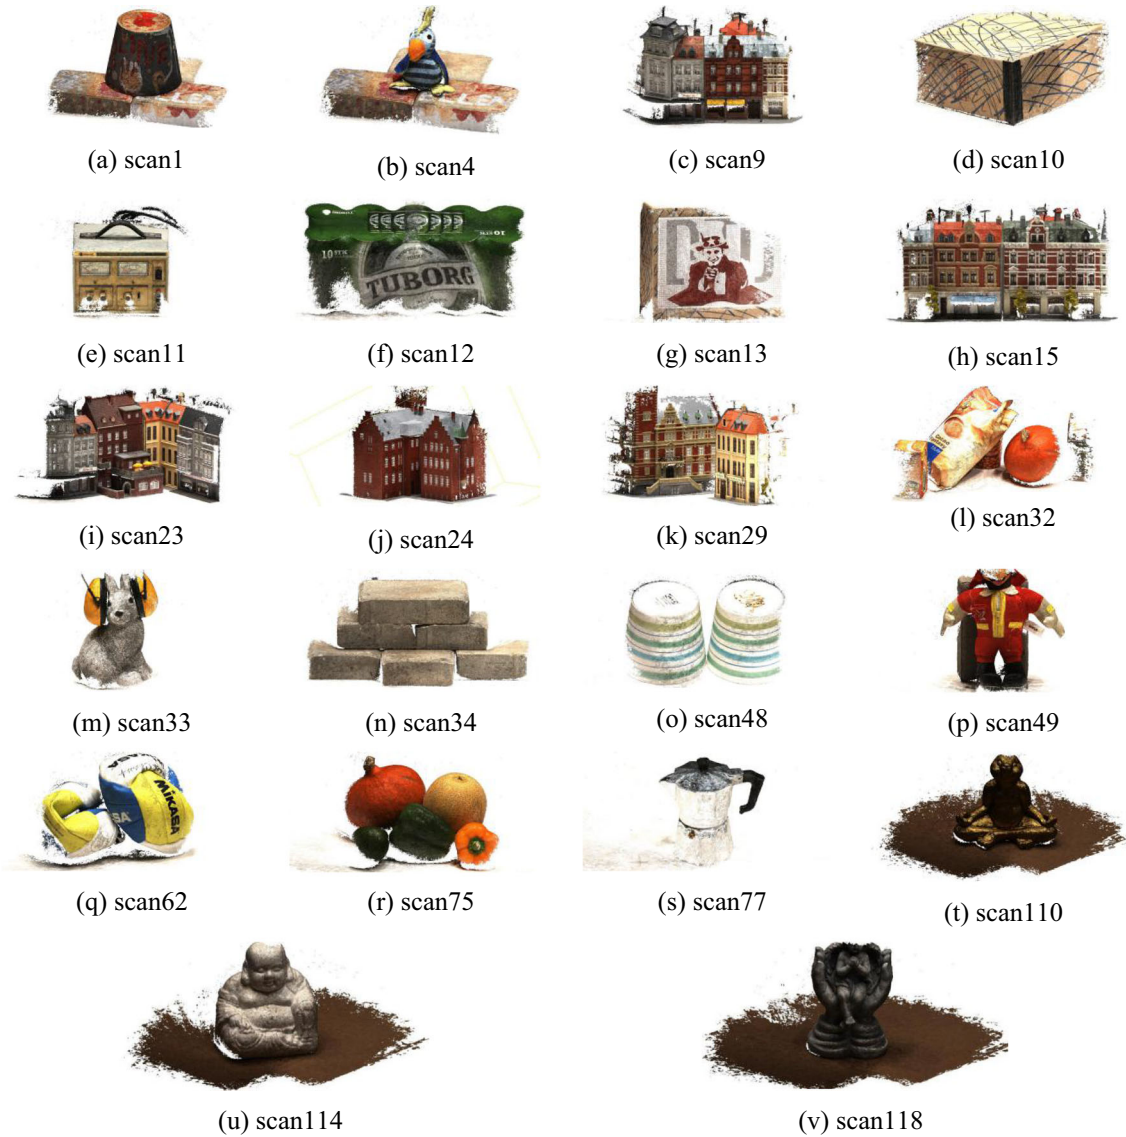 (a) scan1
(b) scan4
(c) scan9
(d) scan10
10 STK
TUBORG
(e) scan11
(f) scan12
(g) scan13
(h) scan15
(i) scan23
(j) scan24
(k) scan29
(l) scan32
(m) scan33
(n) scan34
(o) scan48
(p) scan49
MIKASA
(q) scan62
(r) scan75
(s) scan77
(t) scan110
(u) scan114
(v) scan118